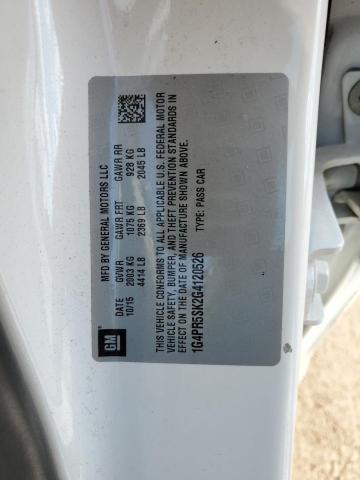 MFD BY GENERAL MOTORS LLC
DATE GVWR GAWR FRT GAWR RR
10/15 2003 KG 1075 KG 928 KG
4414 LB 2369 LB 2045 LB
THIS VEHICLE CONFORMS TO ALL APPLICABLE U.S. FEDERAL MOTOR
VEHICLE SAFETY, BUMPER, AND THEFT PREVENTION STANDARDS IN
EFFECT ON THE DATE OF MANUFACTURE SHOWN ABOVE.
1G4PR5SK2G4120526 TYPE: PASS CAR
GM